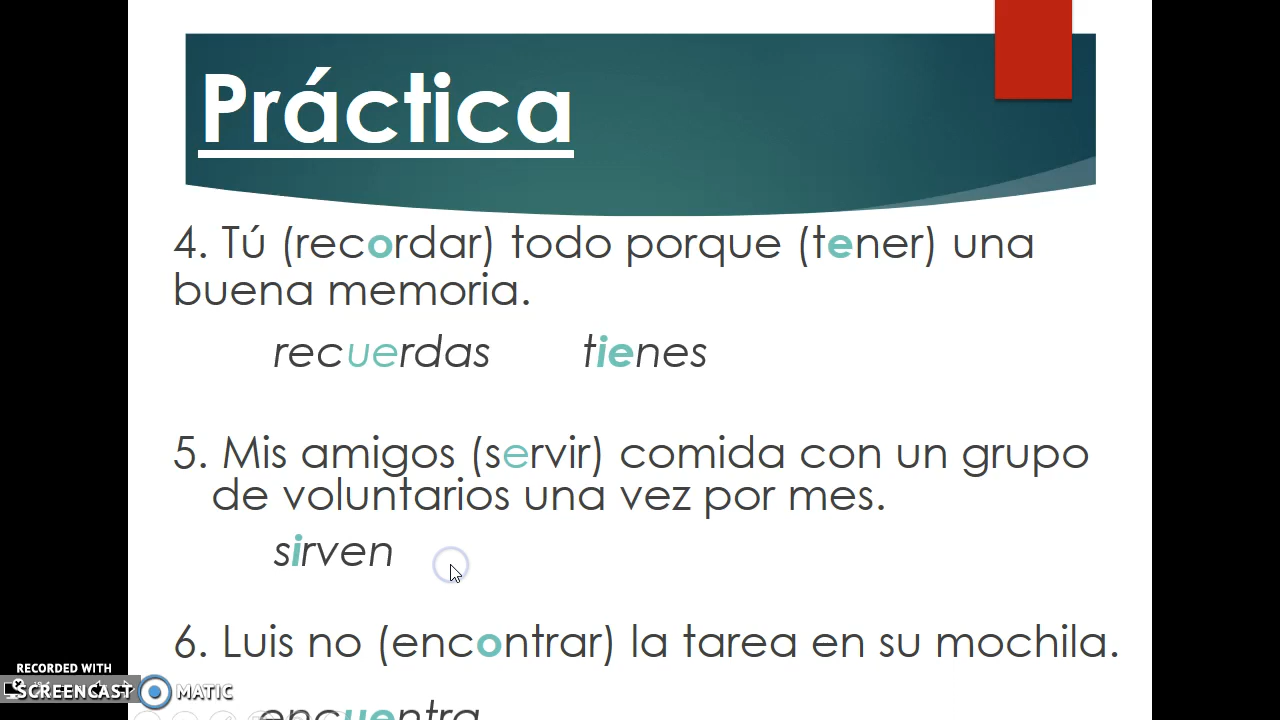 Práctica
4. Tú (recordar) todo porque (tener) una
buena memoria.
recuerdas tienes
5. Mis amigos (servir) comida con un grupo
de voluntarios una vez por mes.
sirven
6. Luis no (encontrar) la tarea en su mochila.
encuentra
RECORDED WITH
SCREENCAST MATIC